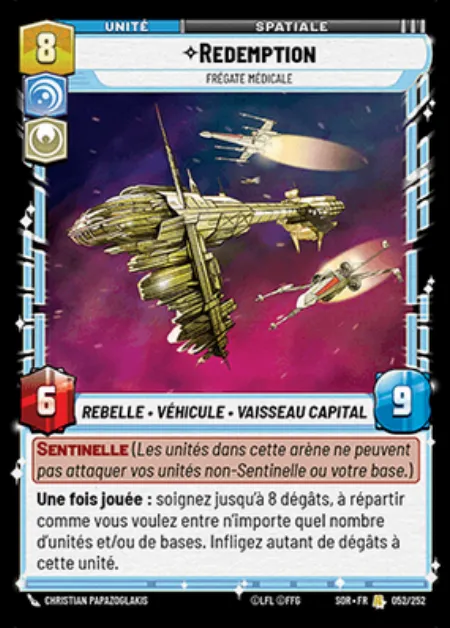 8
UNITÉ
SPATIALE
REDEMPTION
FRÉGATE MÉDICALE
6
REBELLE • VÉHICULE • VAISSEAU CAPITAL
9
SENTINELLE (Les unités dans cette arène ne peuvent
pas attaquer vos unités non-Sentinelle ou votre base.)
Une fois jouée : soignez jusqu'à 8 dégâts, à répartir
comme vous voulez entre n'importe quel nombre
d'unités et/ou de bases. Infligez autant de dégâts à
cette unité.
CHRISTIAN PAPAZOGLAKIS
©LFL ©FFG
SOR • FR
052/252